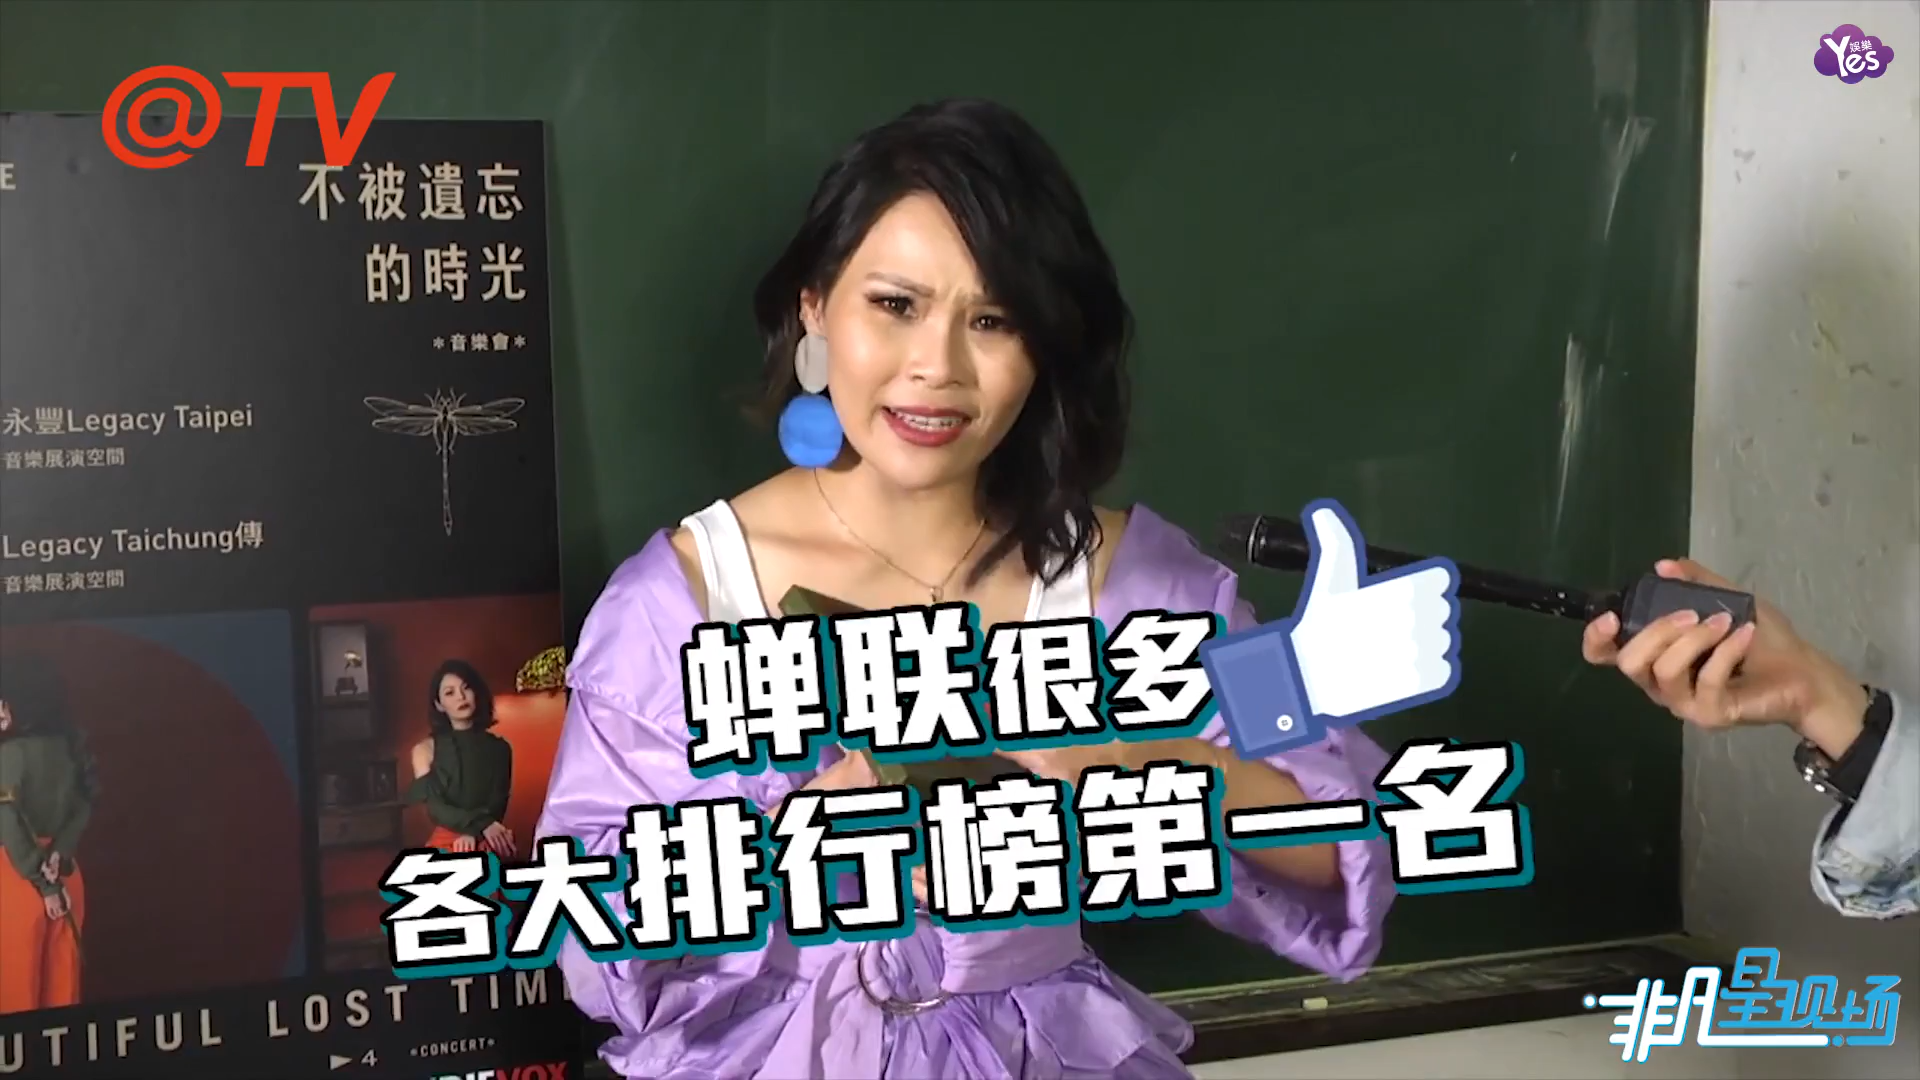 @TV
Yes
娛樂
E
不被遺忘
的時光
*音樂會*
永豐Legacy Taipei
音樂展演空間
Legacy Taichung傳
音樂展演空間
蝉联很多
各大排行榜第一名
UTIFUL LOST TIM
►4 *CONCERT*
DIEVOX
非凡星现场